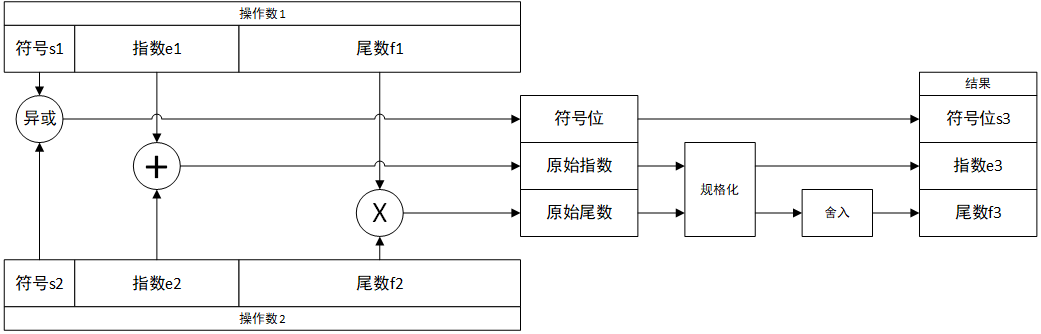 操作数1
符号s1 指数e1 尾数f1
结果
异或 符号位 符号位s3
+ 原始指数 规格化 指数e3
X 原始尾数 舍入 尾数f3
符号s2 指数e2 尾数f2
操作数2